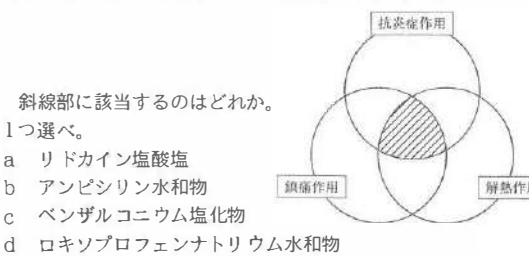 抗炎症作用
斜線部に該当するのはどれか。
1つ選べ。
a リドカイン塩酸塩
b アンピシリン水和物
鎮痛作用
解熱作
c ベンザルコニウム塩化物
d ロキソプロフェンナトリウム水和物